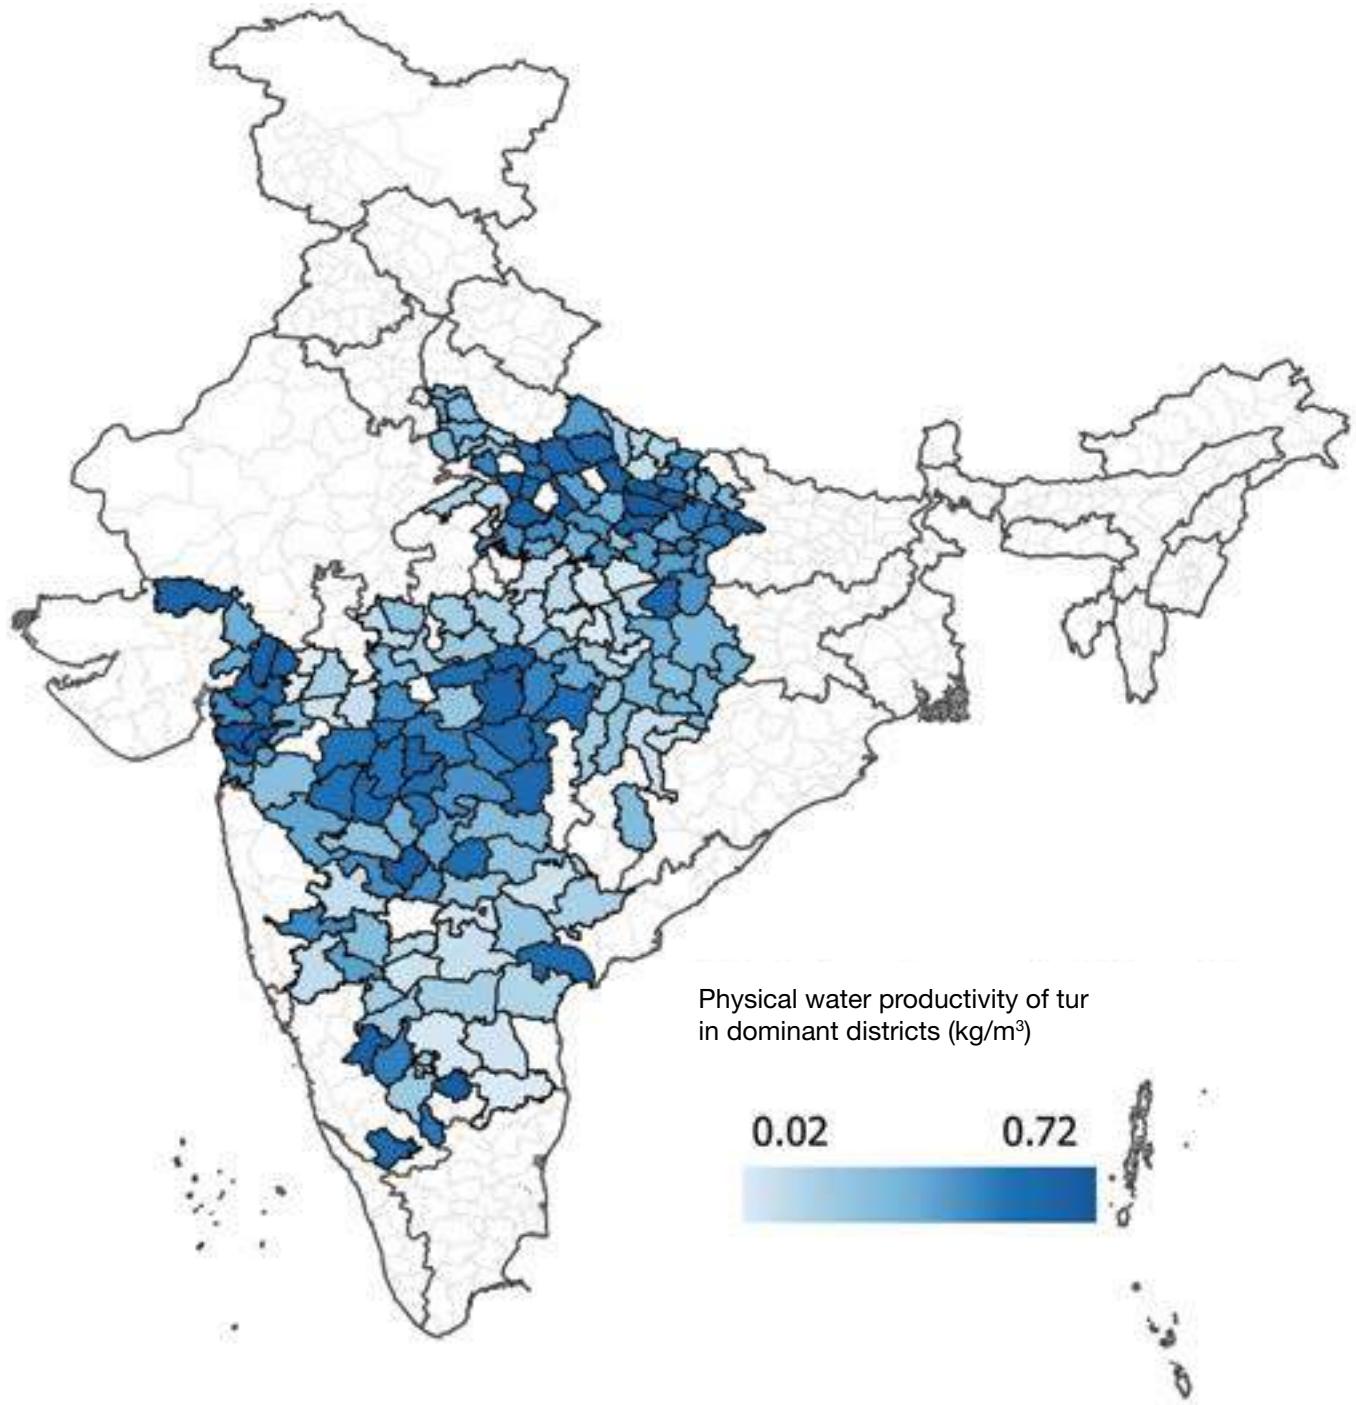 Physical water productivity of tur
in dominant districts (kg/m³)
0.02 0.72